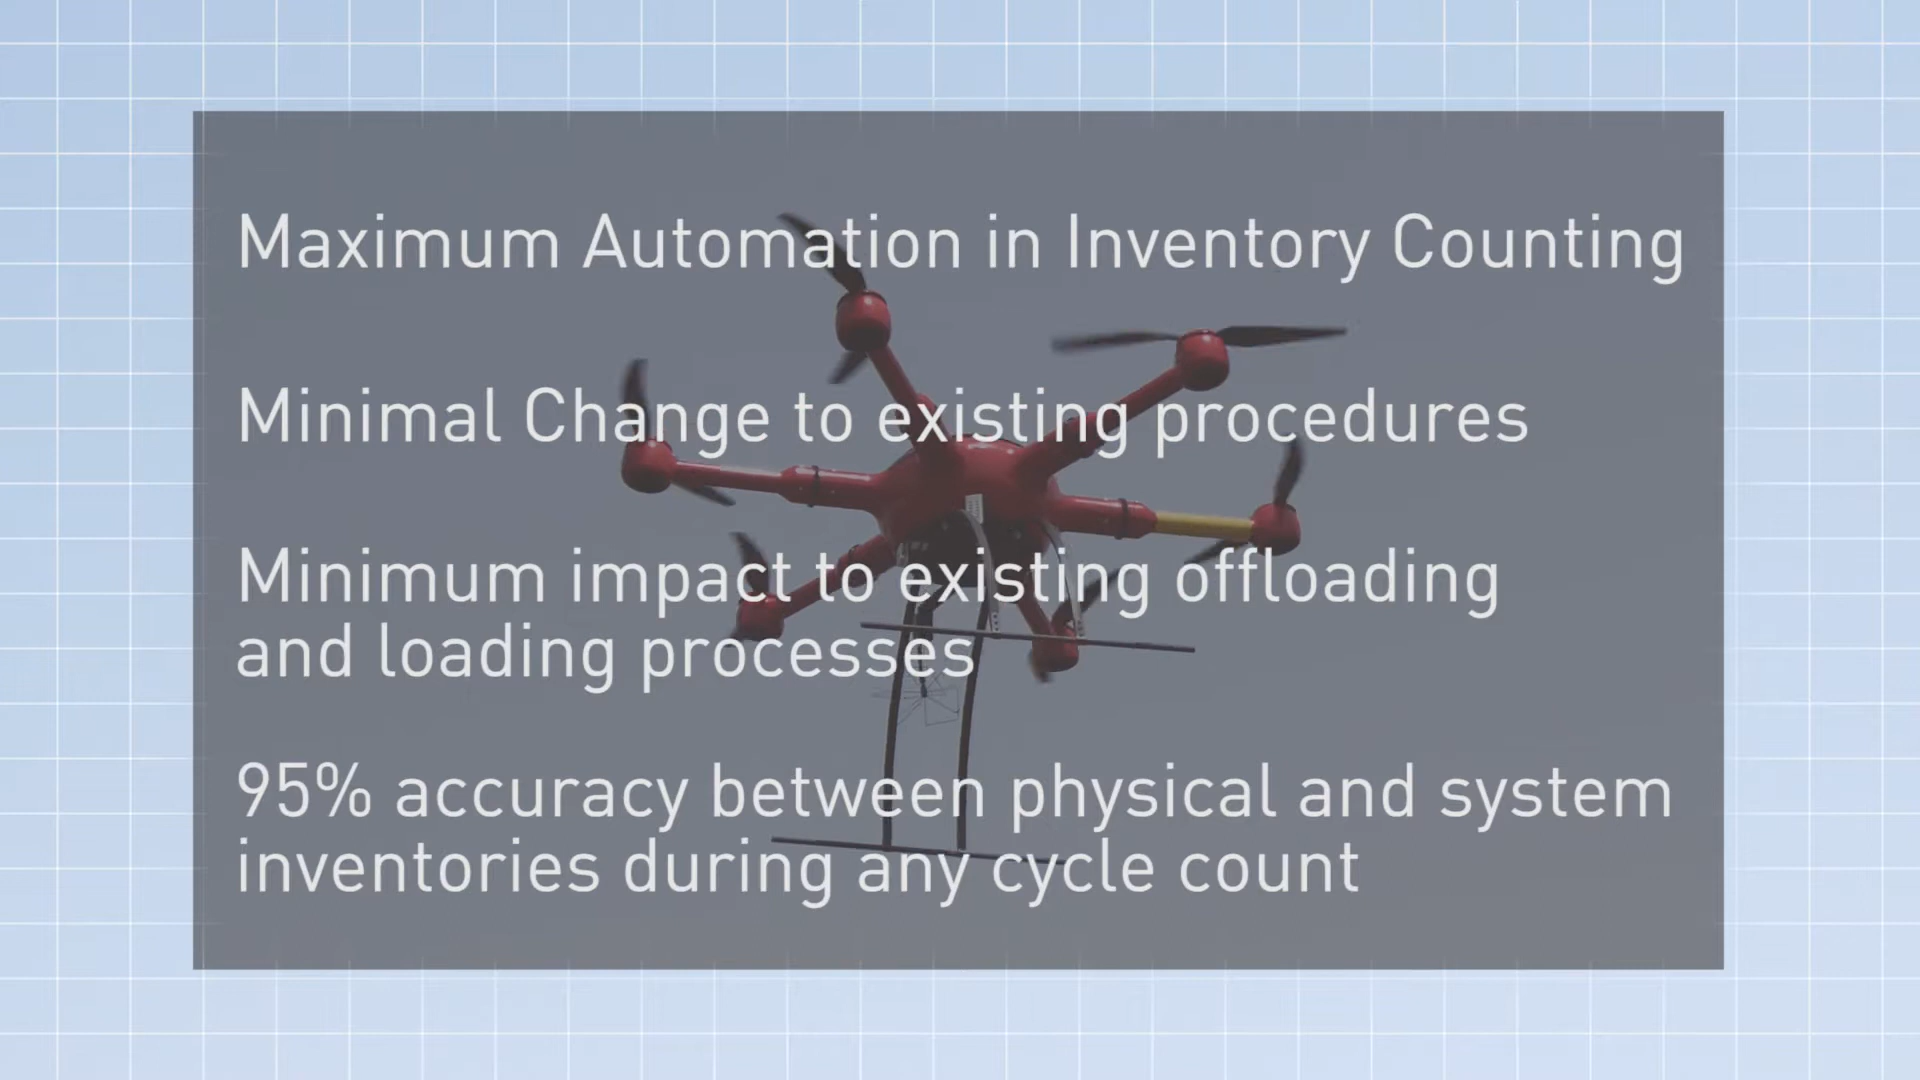 Maximum Automation in Inventory Counting
Minimal Change to existing procedures
Minimum impact to existing offloading
and loading processes
95% accuracy between physical and system
inventories during any cycle count